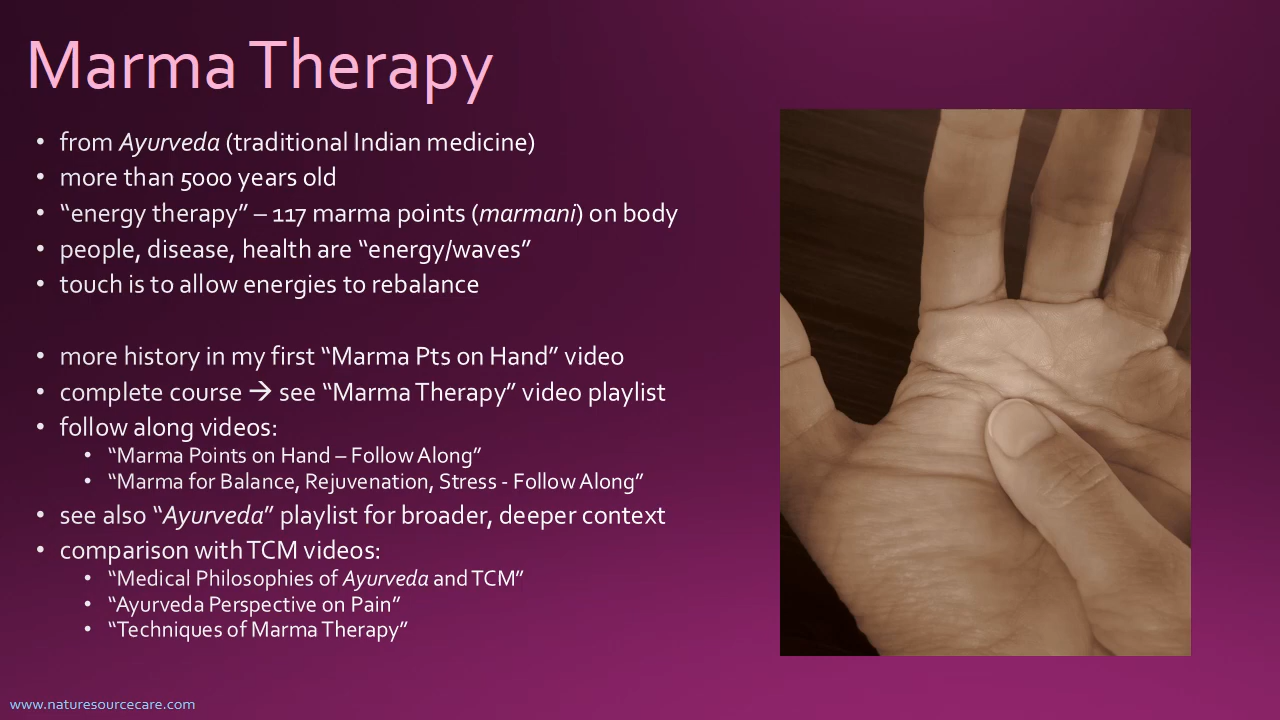 Marma Therapy
• from Ayurveda (traditional Indian medicine)
• more than 5000 years old
• “energy therapy” – 117 marma points (marmani) on body
• people, disease, health are “energy/waves”
• touch is to allow energies to rebalance
• more history in my first “Marma Pts on Hand” video
• complete course → see “Marma Therapy” video playlist
• follow along videos:
• “Marma Points on Hand – Follow Along”
• “Marma for Balance, Rejuvenation, Stress - Follow Along”
• see also “Ayurveda” playlist for broader, deeper context
• comparison with TCM videos:
• “Medical Philosophies of Ayurveda and TCM”
• “Ayurveda Perspective on Pain”
• “Techniques of Marma Therapy”
www.naturesourcecare.com